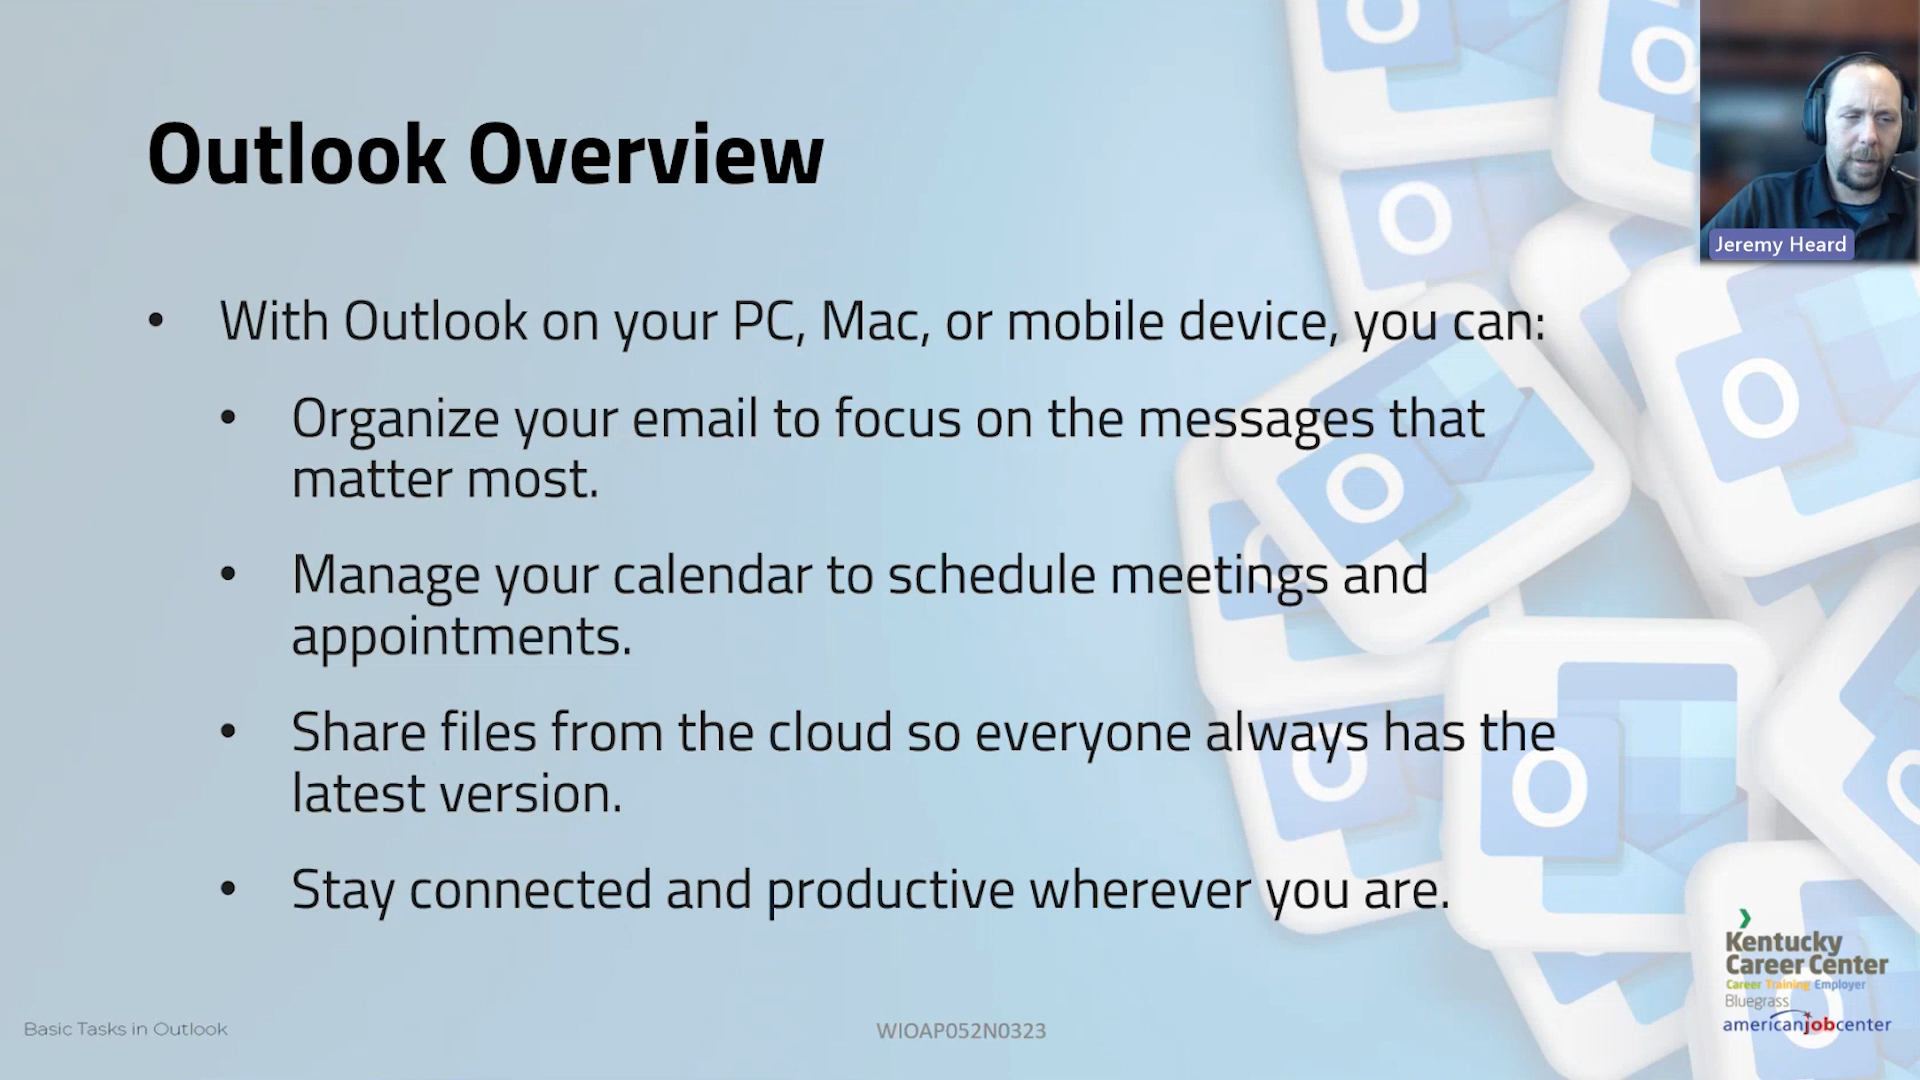 Outlook Overview
Jeremy Heard
• With Outlook on your PC, Mac, or mobile device, you can:
• Organize your email to focus on the messages that
matter most.
• Manage your calendar to schedule meetings and
appointments.
• Share files from the cloud so everyone always has the
latest version.
• Stay connected and productive wherever you are.
Kentucky
Career Center
Career Training Employer
Bluegrass
americanjobcenter
Basic Tasks in Outlook
WIOAP052N0323